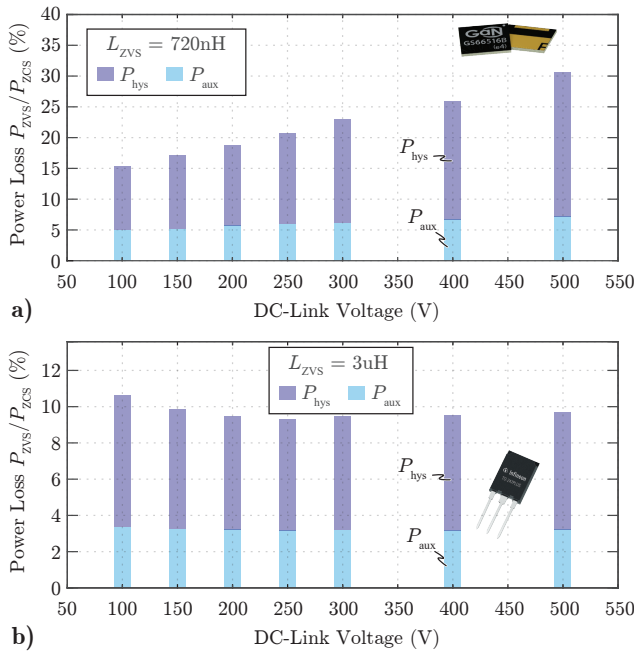 40
35
30
25
20
15
10
5
0
Power Loss P_ZVS/P_ZCS (%)
L_ZVS = 720nH
P_hys P_aux
GaN
GS66516B
(e4)
F
P_hys
P_aux
50 100 150 200 250 300 350 400 450 500 550
a) DC-Link Voltage (V)
12
10
8
6
4
2
0
Power Loss P_ZVS/P_ZCS (%)
L_ZVS = 3uH
P_hys P_aux
Infineon
P_hys
P_aux
50 100 150 200 250 300 350 400 450 500 550
b) DC-Link Voltage (V)